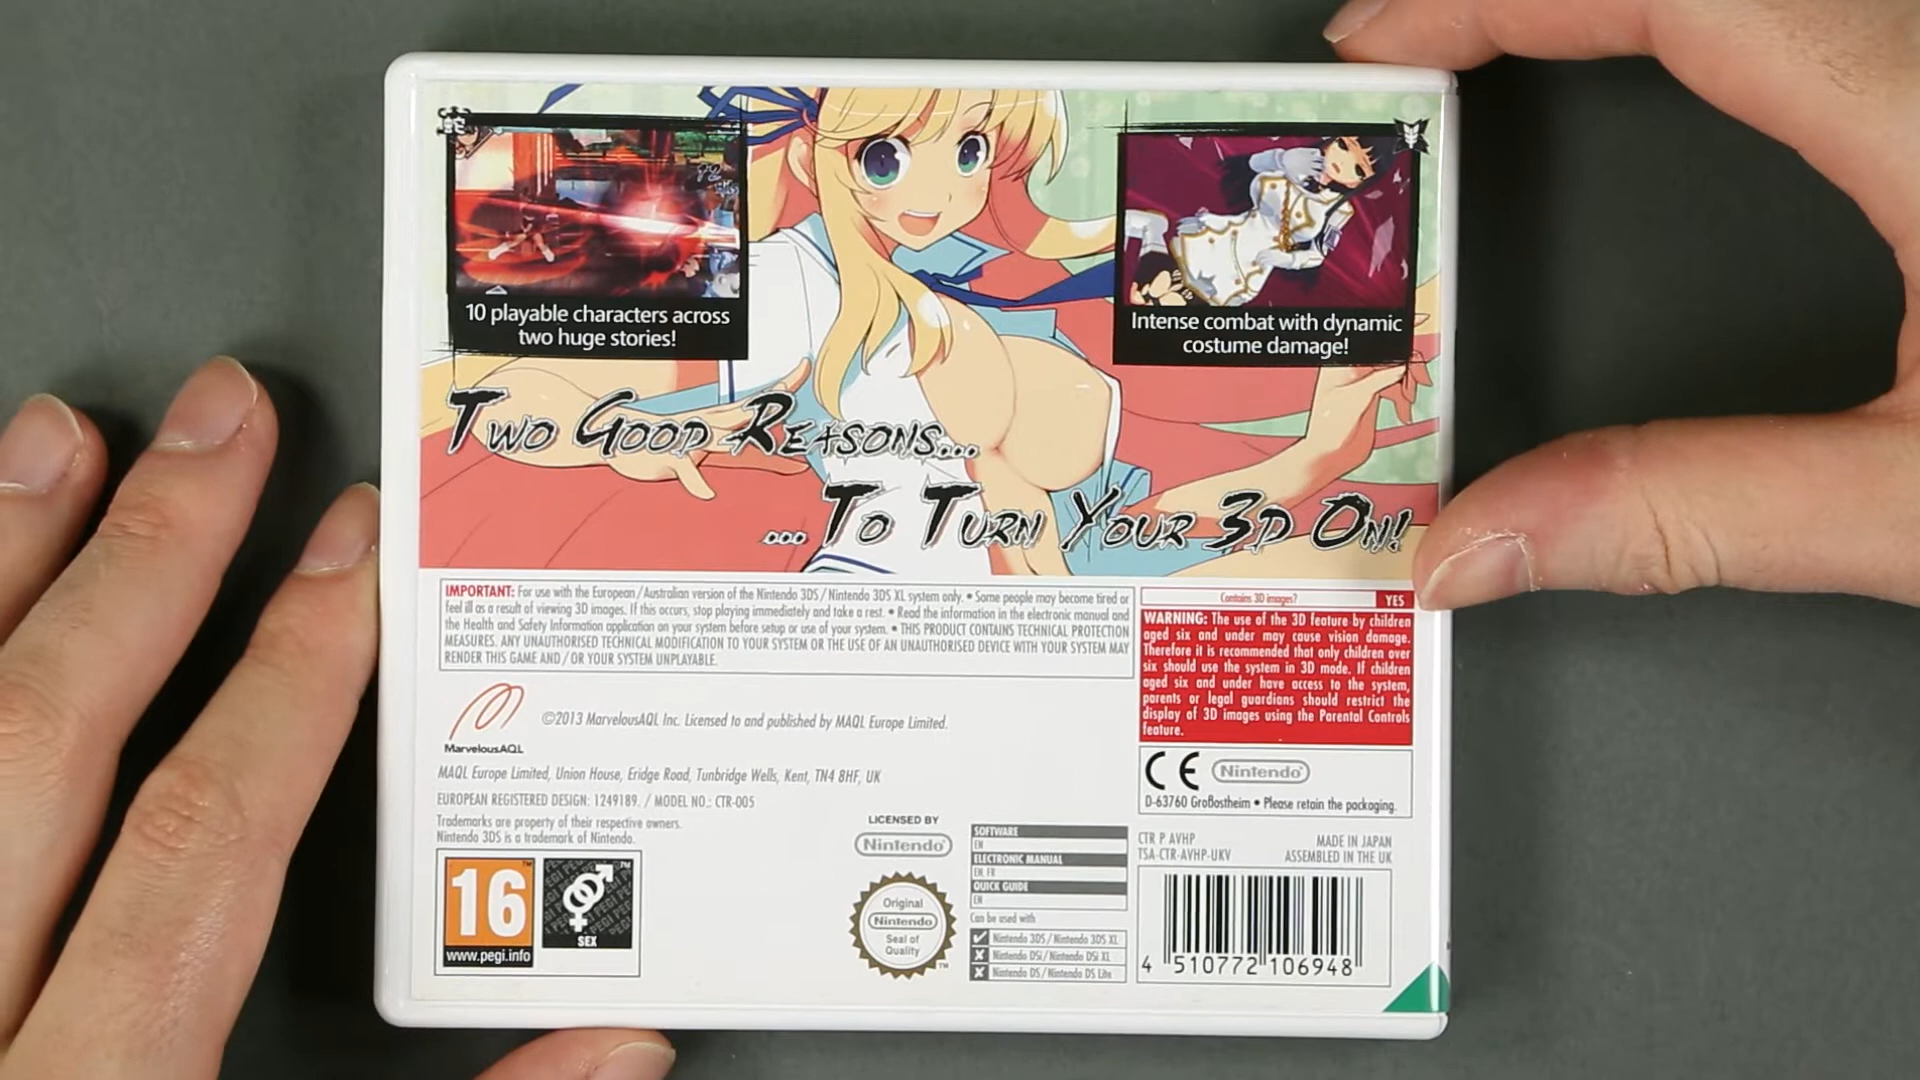 10 playable characters across
two huge stories!
Intense combat with dynamic
costume damage!
Two Good Reasons...
...To Turn Your 3D On!
IMPORTANT: For use with the European/Australian version of the Nintendo 3DS/Nintendo 3DS XL system only. • Some people may become tired or
feel ill as a result of viewing 3D images. If this occurs, stop playing immediately and take a rest. • Read the information in the electronic manual and
the Health and Safety Information application on your system before setup or use of your system. • THIS PRODUCT CONTAINS TECHNICAL PROTECTION
MEASURES. ANY UNAUTHORISED TECHNICAL MODIFICATION TO YOUR SYSTEM OR THE USE OF AN UNAUTHORISED DEVICE WITH YOUR SYSTEM MAY
RENDER THIS GAME AND/OR YOUR SYSTEM UNPLAYABLE.
Contains 3D images? YES
WARNING: The use of the 3D feature by children
aged six and under may cause vision damage.
Therefore it is recommended that only children over
six should use the system in 3D mode. If children
aged six and under have access to the system,
parents or legal guardians should restrict the
display of 3D images using the Parental Controls
feature.
MarvelousAQL
©2013 MarvelousAQL Inc. Licensed to and published by MAQL Europe Limited.
MAQL Europe Limited, Union House, Eridge Road, Tunbridge Wells, Kent, TN4 8HF, UK
EUROPEAN REGISTERED DESIGN: 1249189. / MODEL NO.: CTR-005
Trademarks are property of their respective owners.
Nintendo 3DS is a trademark of Nintendo.
CE Nintendo
D-63760 Großostheim • Please retain the packaging.
16
www.pegi.info
SEX
LICENSED BY
Nintendo
Original
Nintendo
Seal of
Quality
SOFTWARE
EN
ELECTRONIC MANUAL
EN, FR
QUICK GUIDE
EN
Can be used with
Nintendo 3DS/Nintendo 3DS XL
Nintendo DSi/Nintendo DSi XL
Nintendo DS/Nintendo DS Lite
CTR P AVHP
TSA-CTR-AVHP-UKV
MADE IN JAPAN
ASSEMBLED IN THE UK
4 510772 106948